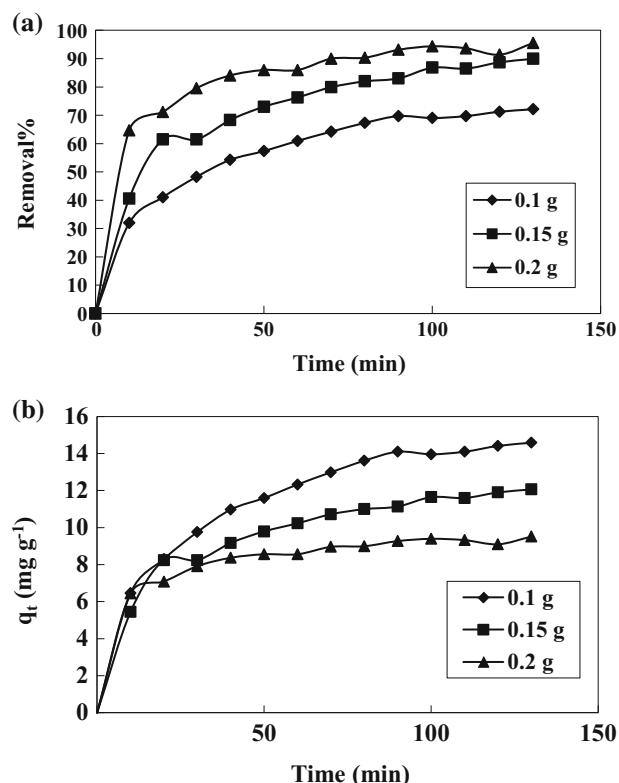 (a)
100
90
80
70
60
50
40
30
20
10
0
Removal%
0 50 100 150
Time (min)
0.1 g
0.15 g
0.2 g
(b)
16
14
12
10
8
6
4
2
0
qt (mg g-1)
50 100 150
Time (min)
0.1 g
0.15 g
0.2 g